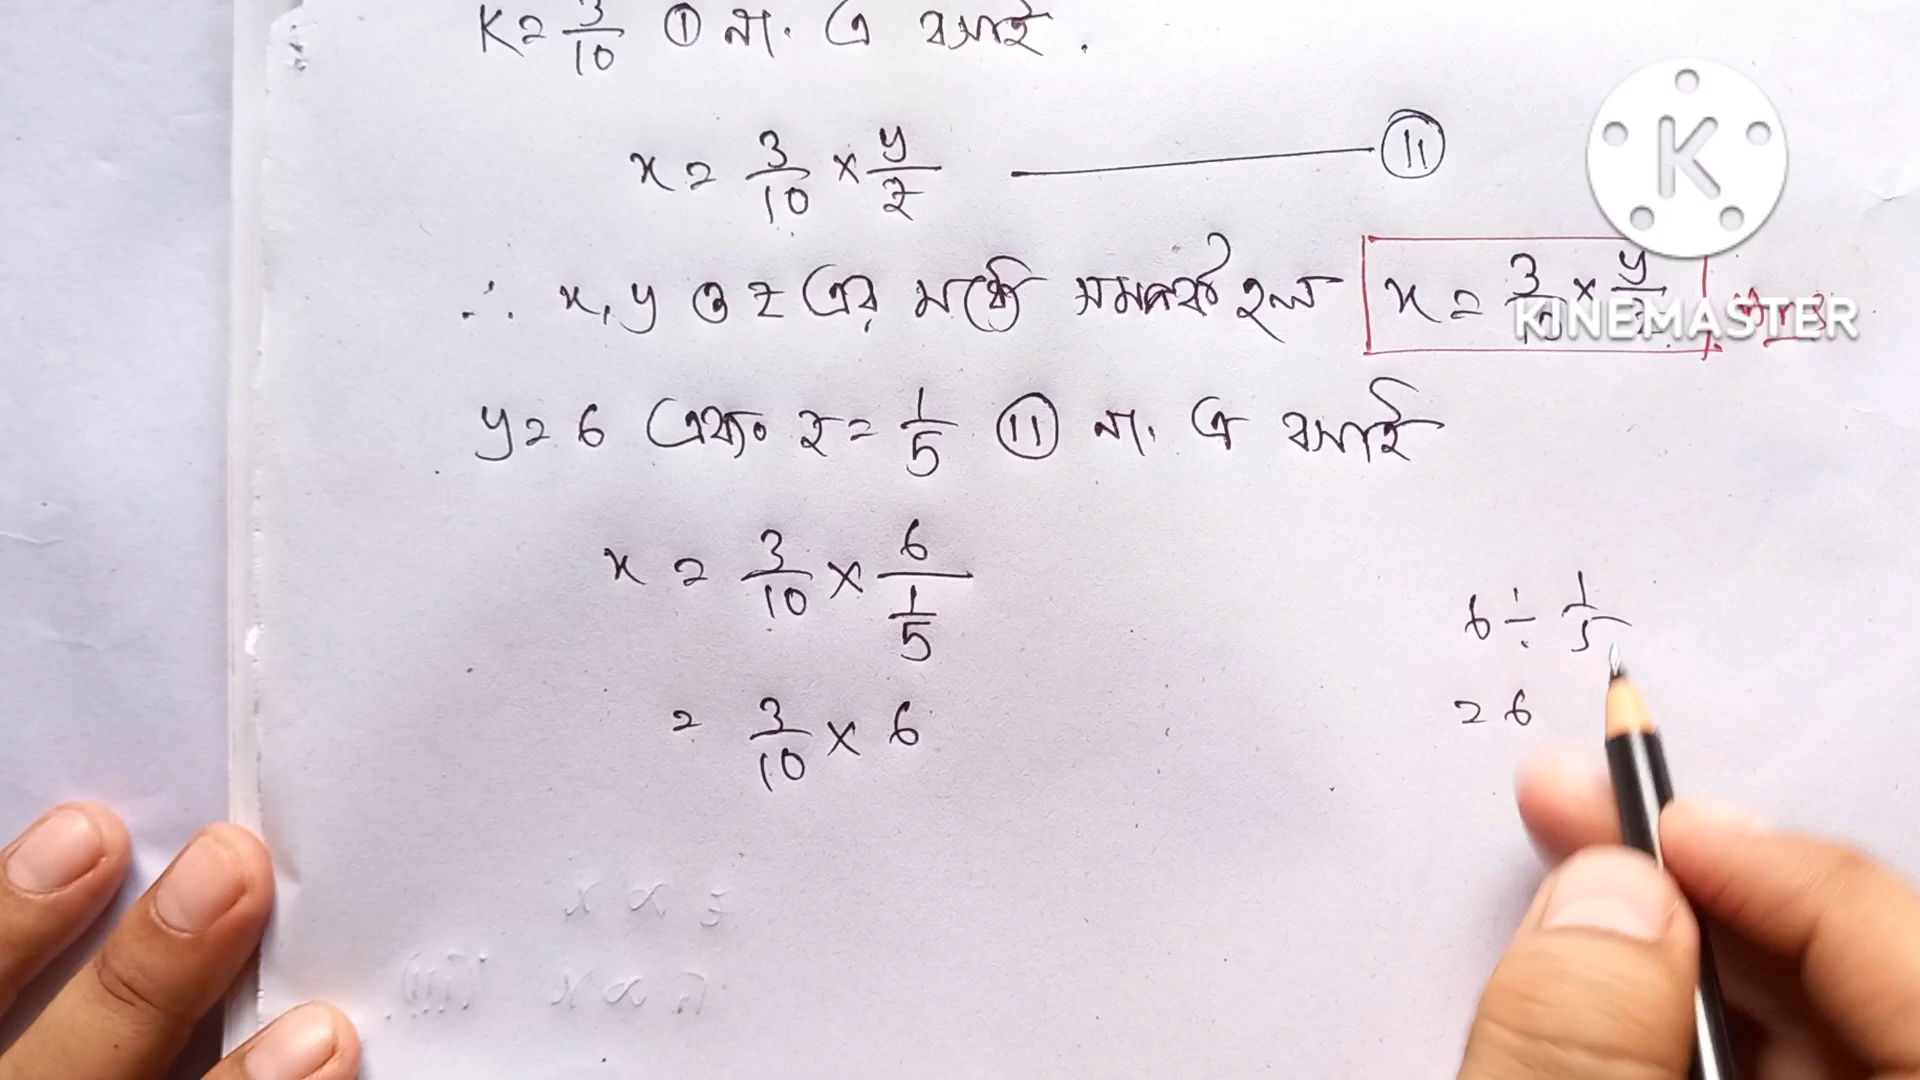 K = 3/10 ① নং. এ বসাই.
x = 3/10 × y/z ——— ⑪
∴ x, y ও z এর মধ্যে সম্পর্ক হল x = 3/10 × y/z Ans
y = 6 এবং z = 1/5 ⑪ নং. এ বসাই
x = 3/10 × 6/(1/5)
6 ÷ 1/5
= 3/10 × 6
= 6
K
KINEMASTER